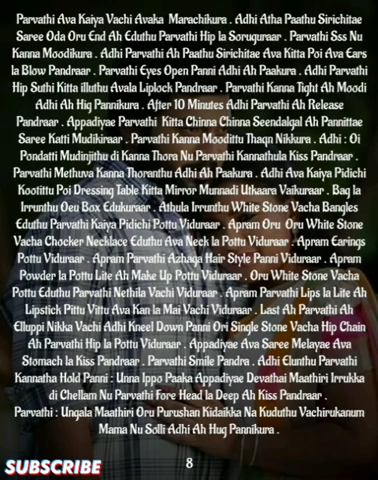 Parvathi Ava Kaiya Vachi Avaka Marachikura . Adhi Atha Paathu Sirichitae
Saree Oda Oru End Ah Eduthu Parvathi Hip la Soruguraar . Parvathi Sss Nu
Kanna Moodikura . Adhi Parvathi Ah Paathu Sirichitae Ava Kitta Poi Ava Ears
la Blow Pandraar . Parvathi Eyes Open Panni Adhi Ah Paakura . Adhi Parvathi
Hip Suthi Kitta illuthu Avala Liplock Pandraar . Parvathi Kanna Tight Ah Moodi
Adhi Ah Hig Pannikura . After 10 Minutes Adhi Parvathi Ah Release
Pandraar . Appadiyae Parvathi Kitta Chinna Chinna Seendalgal Ah Pannittae
Saree Katti Mudikiraar . Parvathi Kanna Moodittu Thaqn Nikkura . Adhi : Oi
Pondatti Mudinjithu di Kanna Thora Nu Parvathi Kannathula Kiss Pandraar .
Parvathi Methuva Kanna Thoranthu Adhi Ah Paakura . Adhi Ava Kaiya Pidichi
Kootittu Poi Dressing Table Kitta Mirror Munnadi Utkaara Vaikuraar . Bag la
Irrunthu Oeu Box Edukuraar . Athula Irrunthu White Stone Vacha Bangles
Eduthu Parvathi Kaiya Pidichi Pottu Viduraar . Apram Oru Oru White Stone
Vacha Chocker Necklace Eduthu Ava Neck la Pottu Viduraar . Apram Earings
Pottu Viduraar . Apram Parvathi Azhaga Hair Style Panni Viduraar . Apram
Powder la Pottu Lite Ah Make Up Pottu Viduraar . Oru White Stone Vacha
Pottu Eduthu Parvathi Nethila Vachi Viduraar . Apram Parvathi Lips la Lite Ah
Lipstick Pittu Vittu Ava Kan la Mai Vachi Viduraar . Last Ah Parvathi Ah
Elluppi Nikka Vachi Adhi Kneel Down Panni Ori Single Stone Vacha Hip Chain
Ah Parvathi Hip la Pottu Viduraar . Appadiyae Ava Saree Melayae Ava
Stomach la Kiss Pandraar . Parvathi Smile Pandra . Adhi Elunthu Parvathi
Kannatha Hold Panni : Unna Ippo Paaka Appadiyae Devathai Maathiri Irrukka
di Chellam Nu Parvathi Fore Head la Deep Ah Kiss Pandraar .
Parvathi : Ungala Maathiri Oru Purushan Kidaikka Na Kuduthu Vachirukanum
Mama Nu Solli Adhi Ah Hug Pannikura .
SUBSCRIBE
8